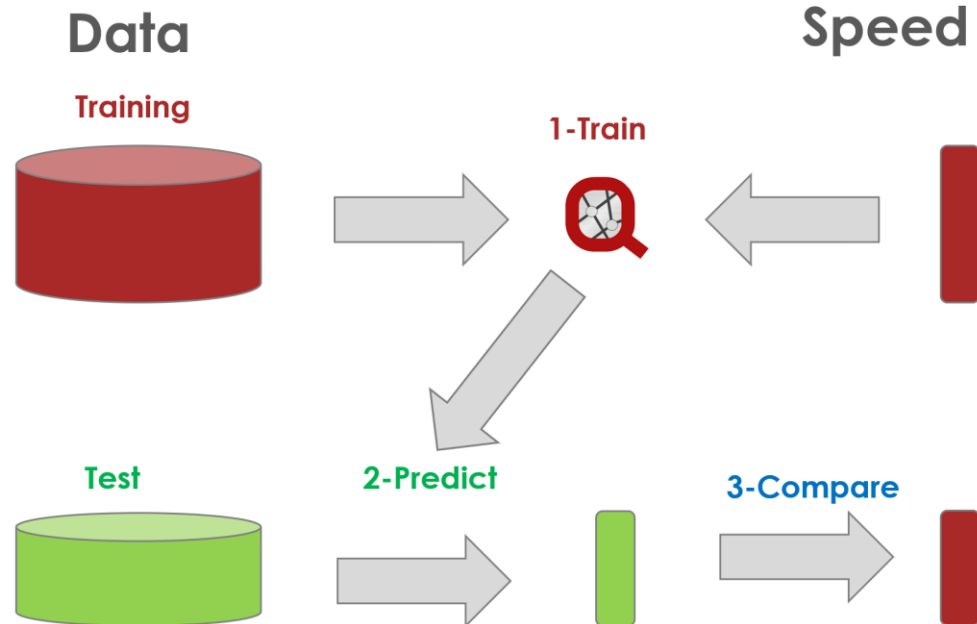 Data
Speed
Training
1-Train
Test
2-Predict
3-Compare